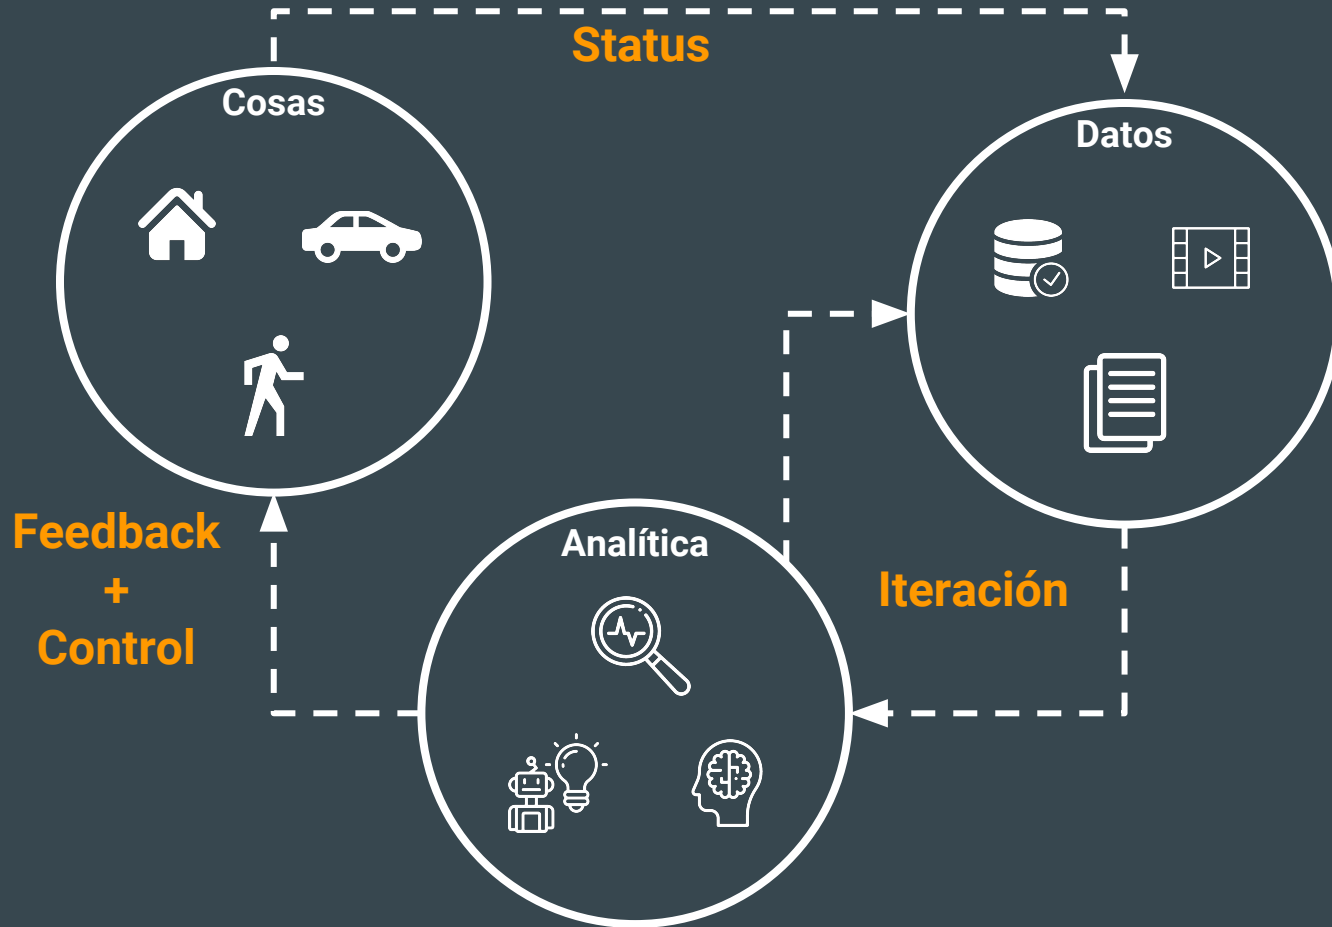 Status
Cosas
Datos
Feedback
+
Control
Analítica
Iteración